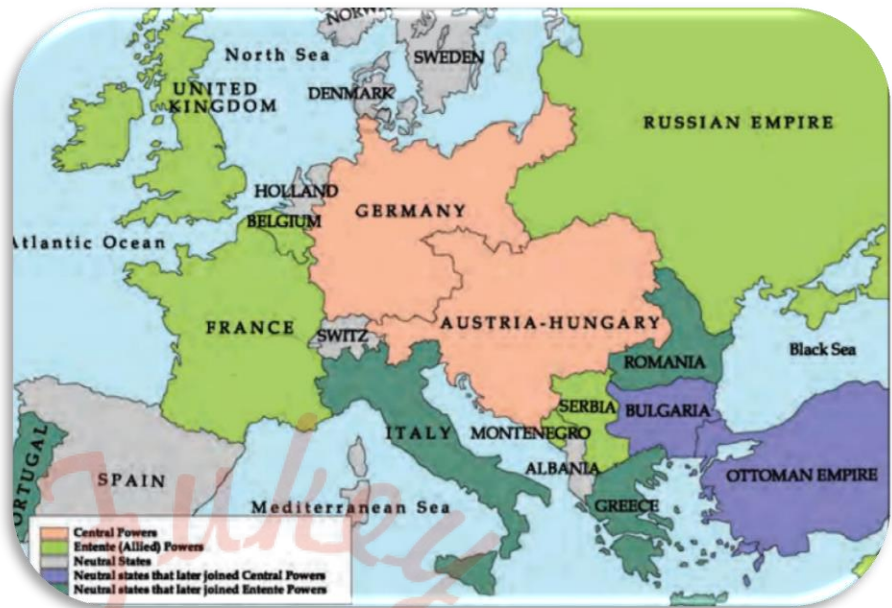 NORWAY
North Sea
SWEDEN
UNITED
KINGDOM
DENMARK
RUSSIAN EMPIRE
HOLLAND
GERMANY
BELGIUM
Atlantic Ocean
FRANCE
SWITZ
AUSTRIA-HUNGARY
Black Sea
ROMANIA
SERBIA
BULGARIA
ITALY
MONTENEGRO
ALBANIA
OTTOMAN EMPIRE
PORTUGAL
SPAIN
GREECE
Mediterranean Sea
Central Powers
Entente (Allied) Powers
Neutral States
Neutral states that later joined Central Powers
Neutral states that later joined Entente Powers